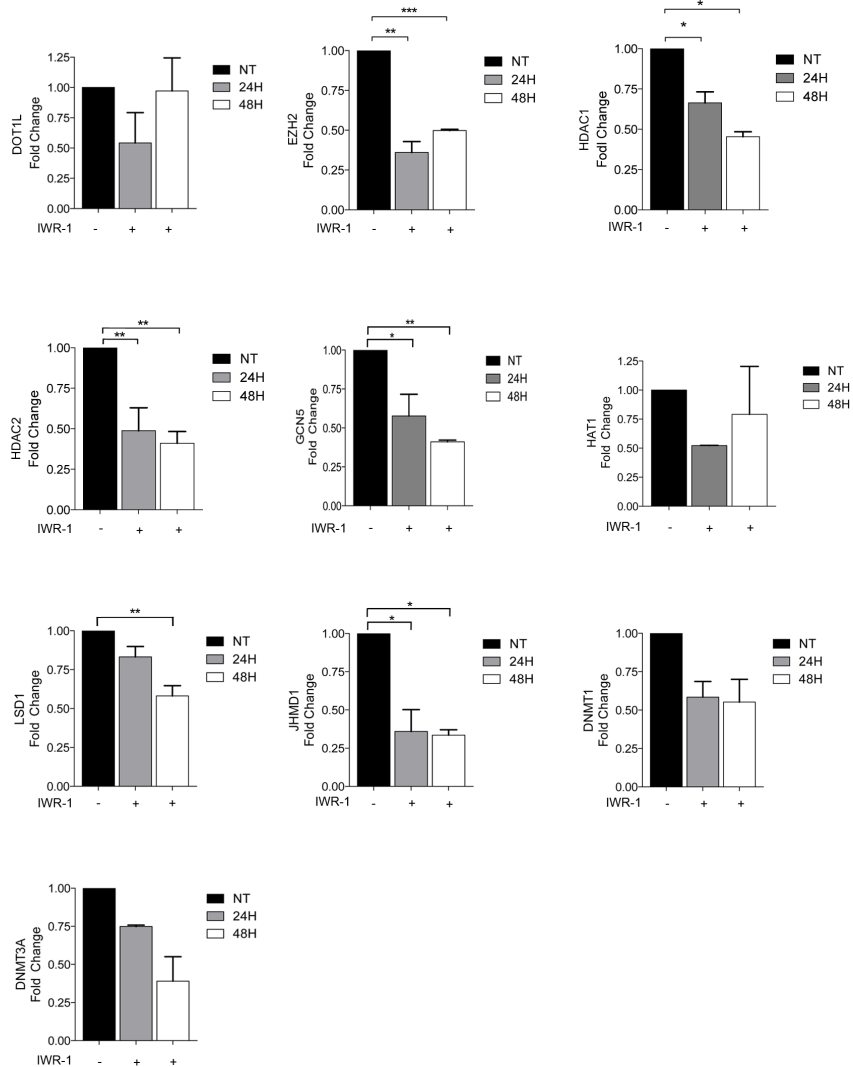 ***
**
1.25
1.00
0.75
0.50
0.25
0.00
DOT1L
Fold Change
NT
24H
48H
IWR-1 - + +
1.00
0.75
0.50
0.25
0.00
EZH2
Fold Change
NT
24H
48H
IWR-1 - + +
*
*
1.00
0.75
0.50
0.25
0.00
HDAC1
Fodl Change
NT
24H
48H
IWR-1 - + +
**
**
1.00
0.75
0.50
0.25
0.00
HDAC2
Fold Change
NT
24H
48H
IWR-1 - + +
**
*
1.00
0.75
0.50
0.25
0.00
GCN5
Fold Change
NT
24H
48H
IWR-1 - + +
1.25
1.00
0.75
0.50
0.25
0.00
HAT1
Fold Change
NT
24H
48H
IWR-1 - + +
**
1.00
0.75
0.50
0.25
0.00
LSD1
Fold Change
NT
24H
48H
IWR-1 - + +
*
*
1.00
0.75
0.50
0.25
0.00
JHMD1
Fold Change
NT
24H
48H
IWR-1 - + +
1.00
0.75
0.50
0.25
0.00
DNMT1
Fold Change
NT
24H
48H
IWR-1 - + +
1.00
0.75
0.50
0.25
0.00
DNMT3A
Fold Change
NT
24H
48H
IWR-1 - + +